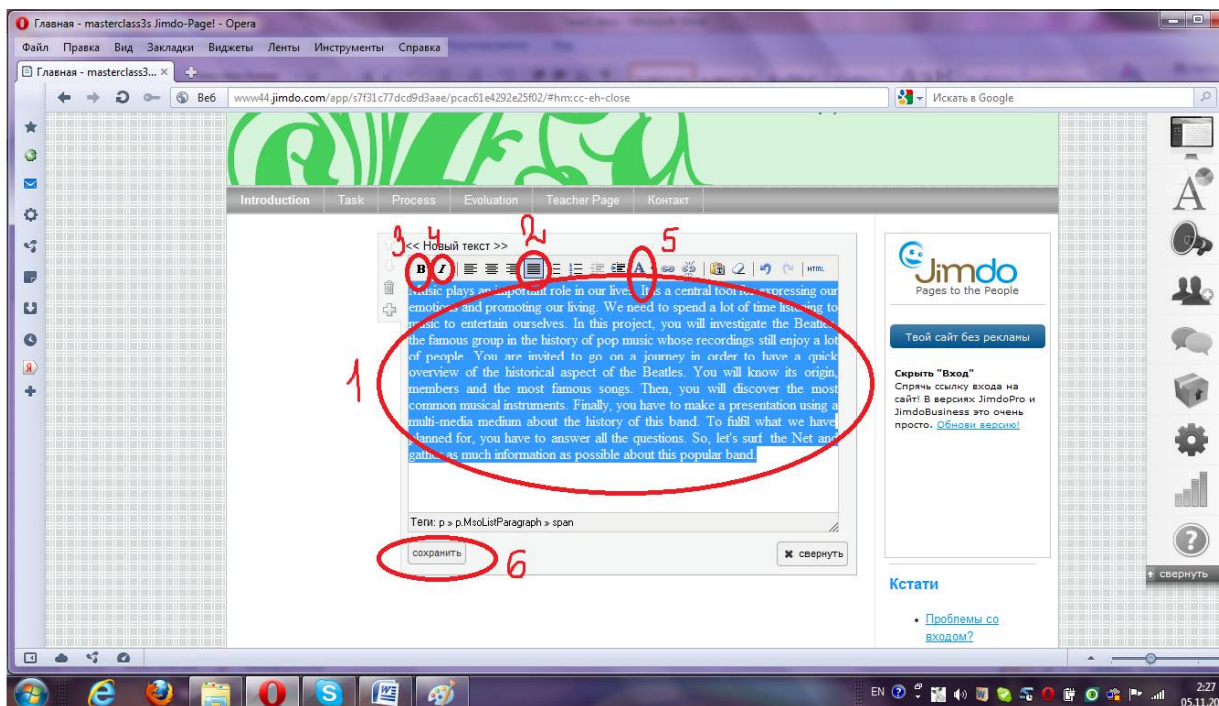 Главная - masterclass3s Jimdo-Page! - Opera
Файл Правка Вид Закладки Виджеты Ленты Инструменты Справка
Главная - masterclass3...
Веб www44.jimdo.com/app/s7f31c77dcd9d3aae/pcac61e4292e25f02/#hm:cc-eh-close Искать в Google
Introduction Task Process Evoluation Teacher Page Контакт
3 4 2 5
<< Новый текст >>
B I A HTML
Music plays an important role in our lives. It is a central tool for expressing our
emotions and promoting our living. We need to spend a lot of time listening to
music to entertain ourselves. In this project, you will investigate the Beatles,
the famous group in the history of pop music whose recordings still enjoy a lot
of people. You are invited to go on a journey in order to have a quick
overview of the historical aspect of the Beatles. You will know its origin,
members and the most famous songs. Then, you will discover the most
common musical instruments. Finally, you have to make a presentation using a
multi-media medium about the history of this band. To fulfil what we have
planned for, you have to answer all the questions. So, let's surf the Net and
gather as much information as possible about this popular band.
1
Теги: p » p.MsoListParagraph » span
сохранить
6
свернуть
Jimdo
Pages to the People
Твой сайт без рекламы
Скрыть "Вход"
Спрячь ссылку входа на
сайт! В версиях JimdoPro и
JimdoBusiness это очень
просто. Обнови версию!
Кстати
Проблемы со
входом?
свернуть
EN
2:27
05.11.20